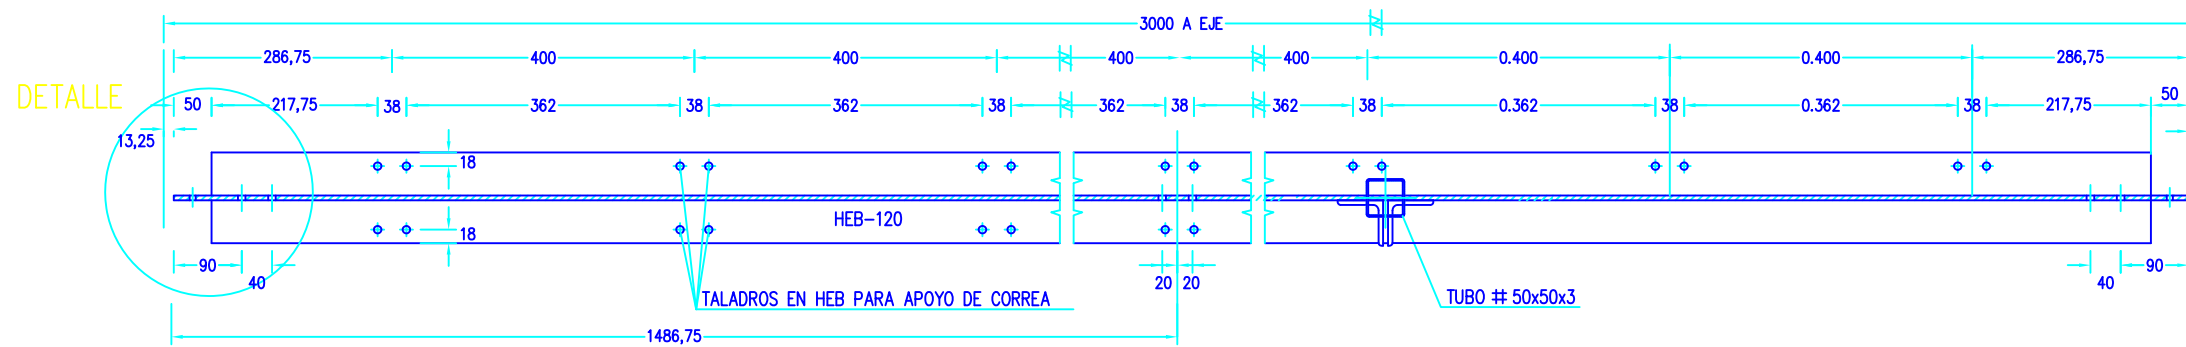 3000 A EJE
286,75 400 400 400 400 0.400 0.400 286,75
DETALLE
50 217,75 38 362 38 362 38 362 38 362 38 0.362 38 0.362 38 217,75 50
13,25
18
HEB-120
18
90 40 20 20 40 90
TALADROS EN HEB PARA APOYO DE CORREA
TUBO # 50x50x3
1486,75